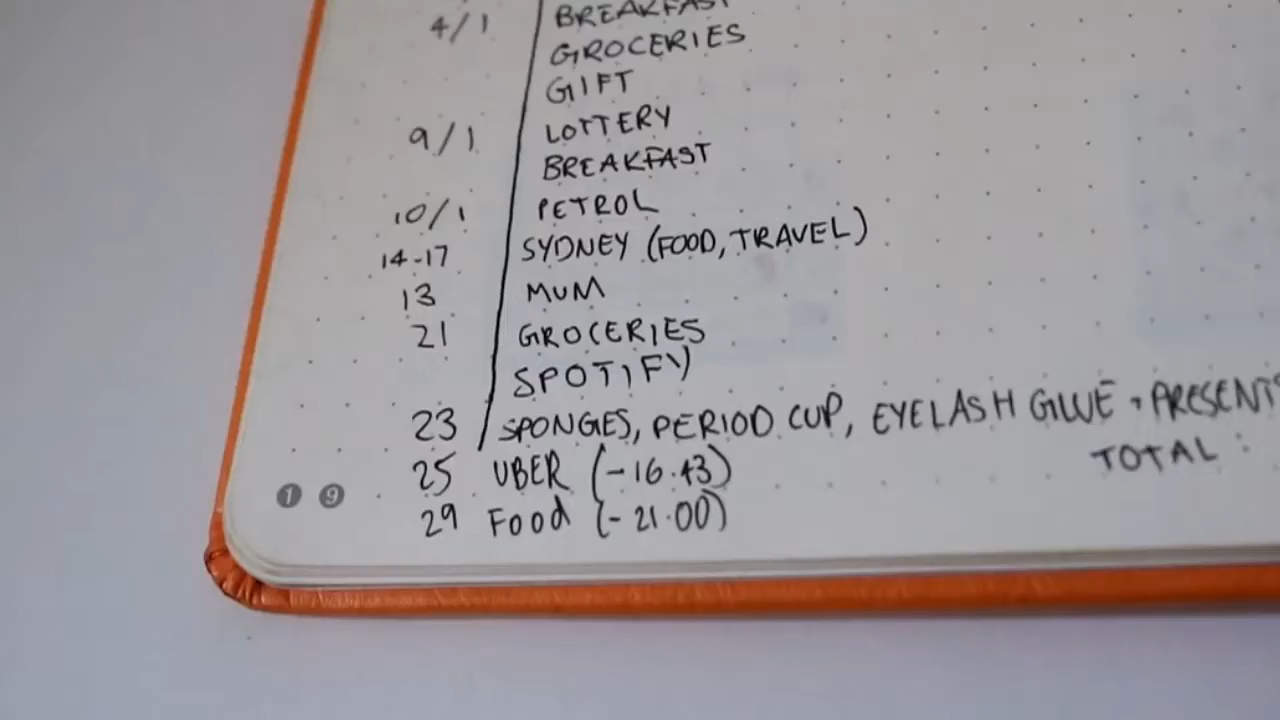 4/1 BREAKFAST
GROCERIES
GIFT
9/1 LOTTERY
BREAKFAST
10/1 PETROL
14-17 SYDNEY (FOOD, TRAVEL)
13 MUM
21 GROCERIES
SPOTIFY
23 SPONGES, PERIOD CUP, EYELASH GLUE + PRESENTS
TOTAL :
25 UBER (-16.43)
29 Food (-21.00)
19